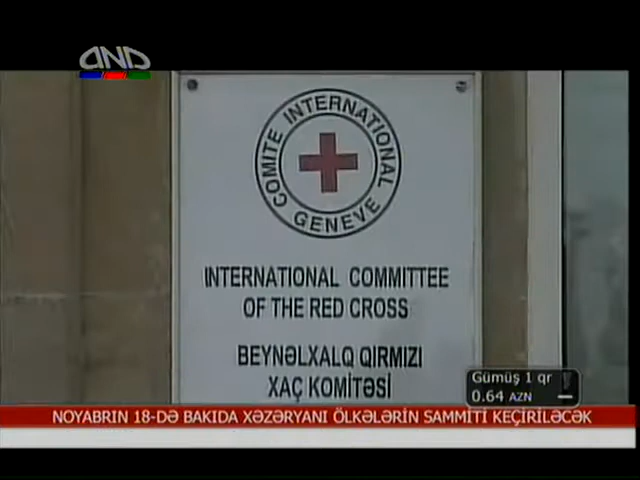 AND
COMITE INTERNATIONAL
GENEVE
INTERNATIONAL COMMITTEE
OF THE RED CROSS
BEYNƏLXALQ QIRMIZI
XAÇ KOMİTƏSİ
Gümüş 1 qr
0.64 AZN
NOYABRIN 18-DƏ BAKIDA XƏZƏRYANI ÖLKƏLƏRİN SAMMİTİ KEÇİRİLƏCƏK